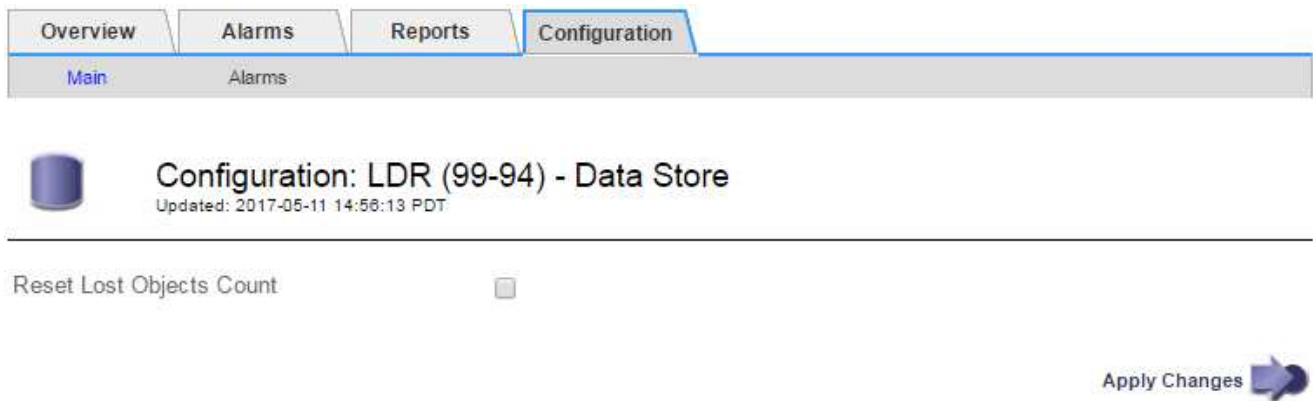 Overview Alarms Reports Configuration
Main Alarms
Configuration: LDR (99-94) - Data Store
Updated: 2017-05-11 14:56:13 PDT
Reset Lost Objects Count
Apply Changes